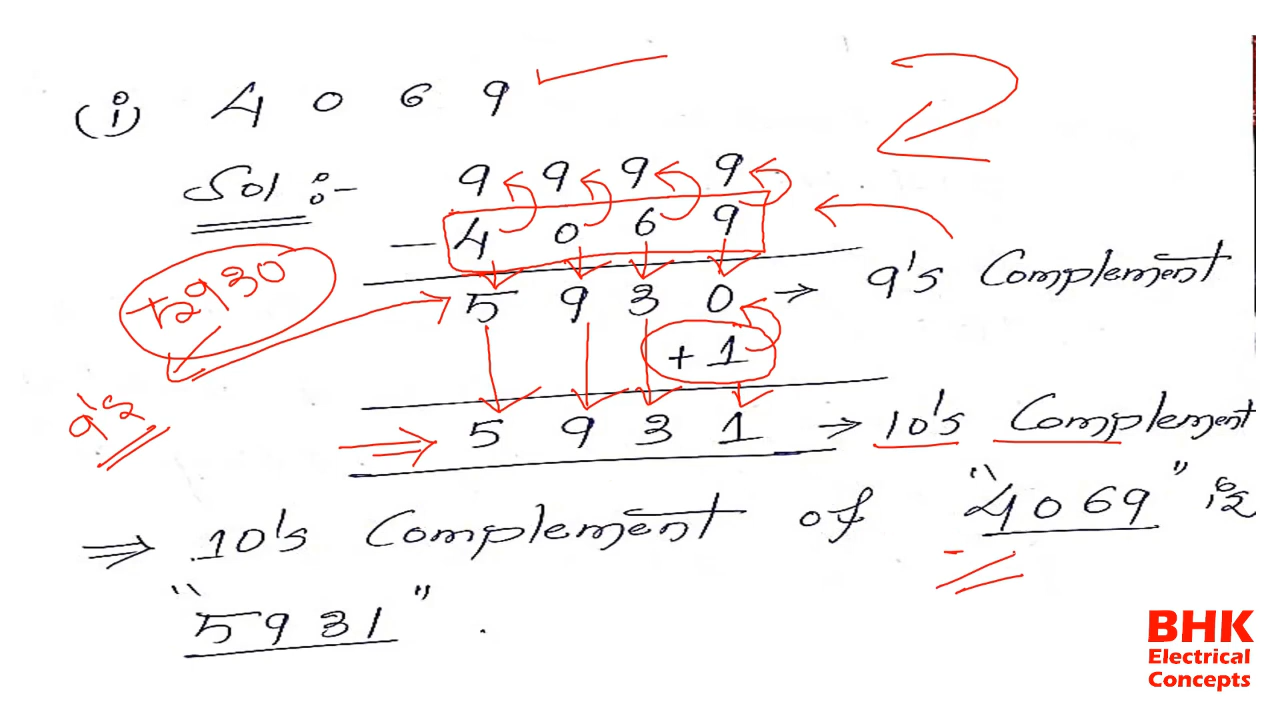 (i) 4 0 6 9
2
Sol :- 9 9 9 9
- 4 0 6 9
5 9 3 0 → 9's Complement
+ 1
9's
5 9 3 1 → 10's Complement
⇒ 10's Complement of "4069" is
"5931".
BHK
Electrical
Concepts